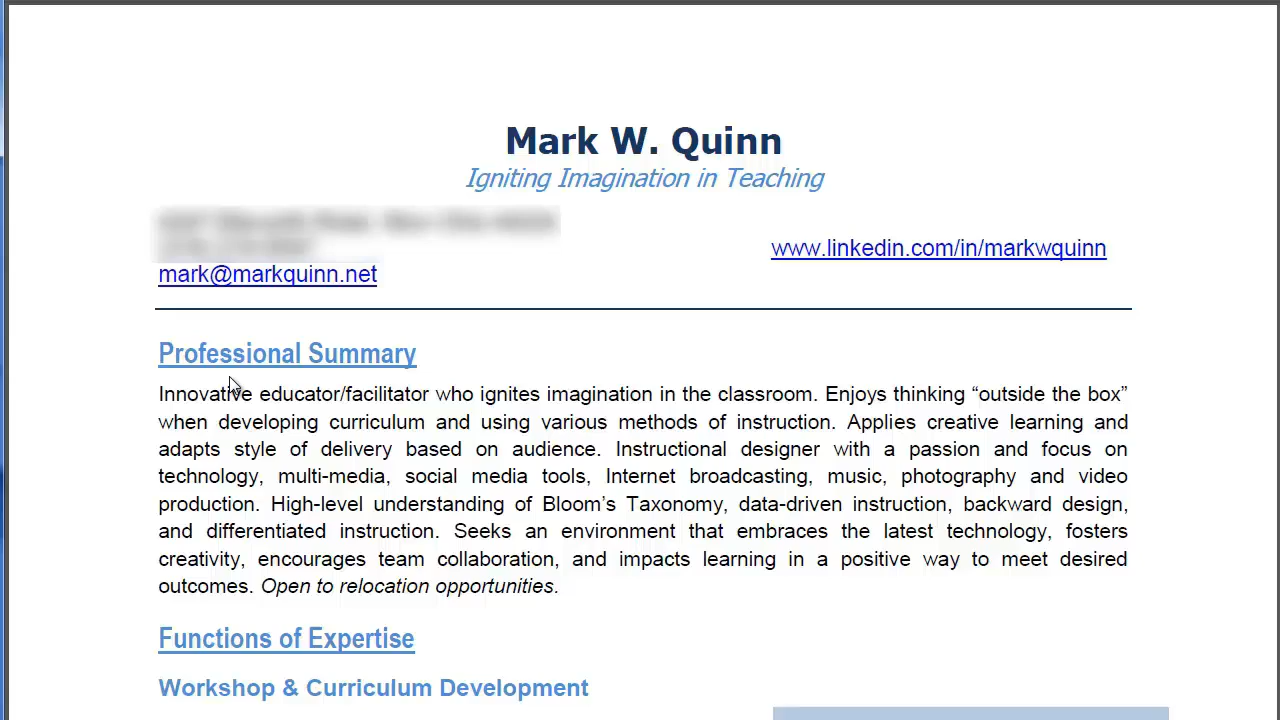 Mark W. Quinn
Igniting Imagination in Teaching
www.linkedin.com/in/markwquinn
mark@markquinn.net
Professional Summary
Innovative educator/facilitator who ignites imagination in the classroom. Enjoys thinking “outside the box”
when developing curriculum and using various methods of instruction. Applies creative learning and
adapts style of delivery based on audience. Instructional designer with a passion and focus on
technology, multi-media, social media tools, Internet broadcasting, music, photography and video
production. High-level understanding of Bloom’s Taxonomy, data-driven instruction, backward design,
and differentiated instruction. Seeks an environment that embraces the latest technology, fosters
creativity, encourages team collaboration, and impacts learning in a positive way to meet desired
outcomes. Open to relocation opportunities.
Functions of Expertise
Workshop & Curriculum Development